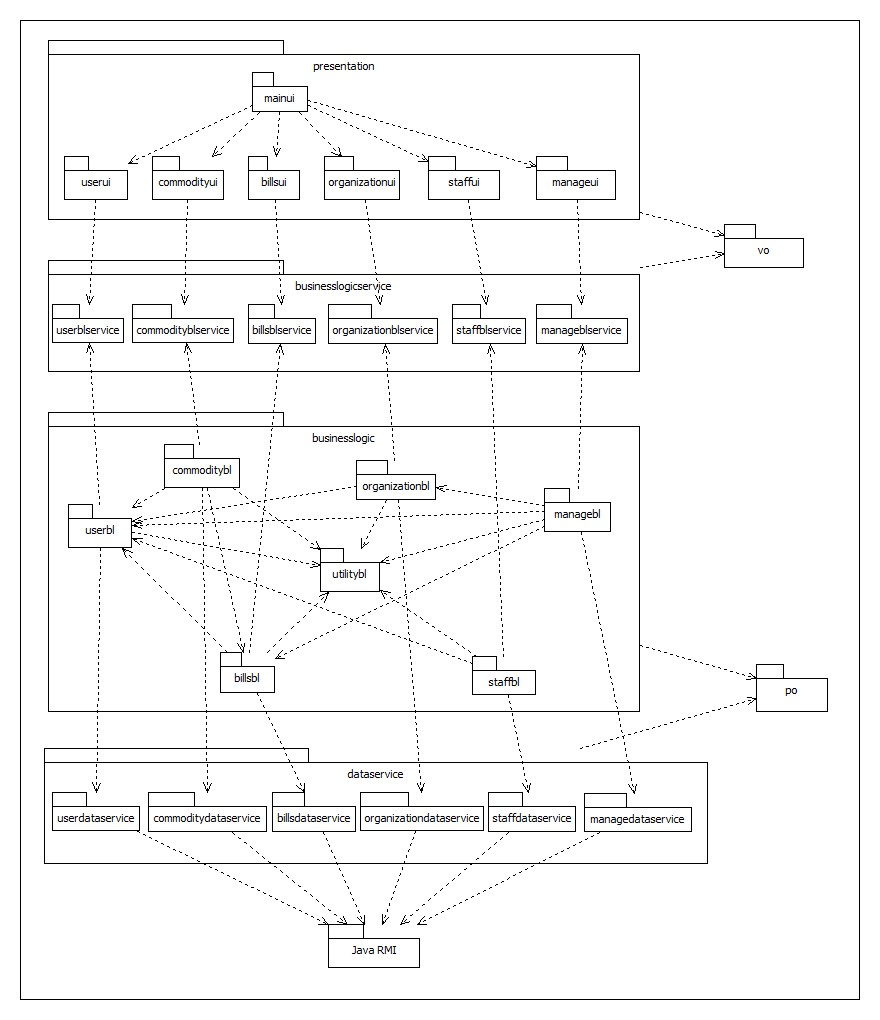 presentation
mainui
userui
commodityui
billsui
organizationui
staffui
manageui
vo
businesslogicservice
userblservice
commodityblservice
billsblservice
organizationblservice
staffblservice
manageblservice
businesslogic
commoditybl
organizationbl
managebl
userbl
utilitybl
billsbl
staffbl
po
dataservice
userdataservice
commoditydataservice
billsdataservice
organizationdataservice
staffdataservice
managedataservice
Java RMI